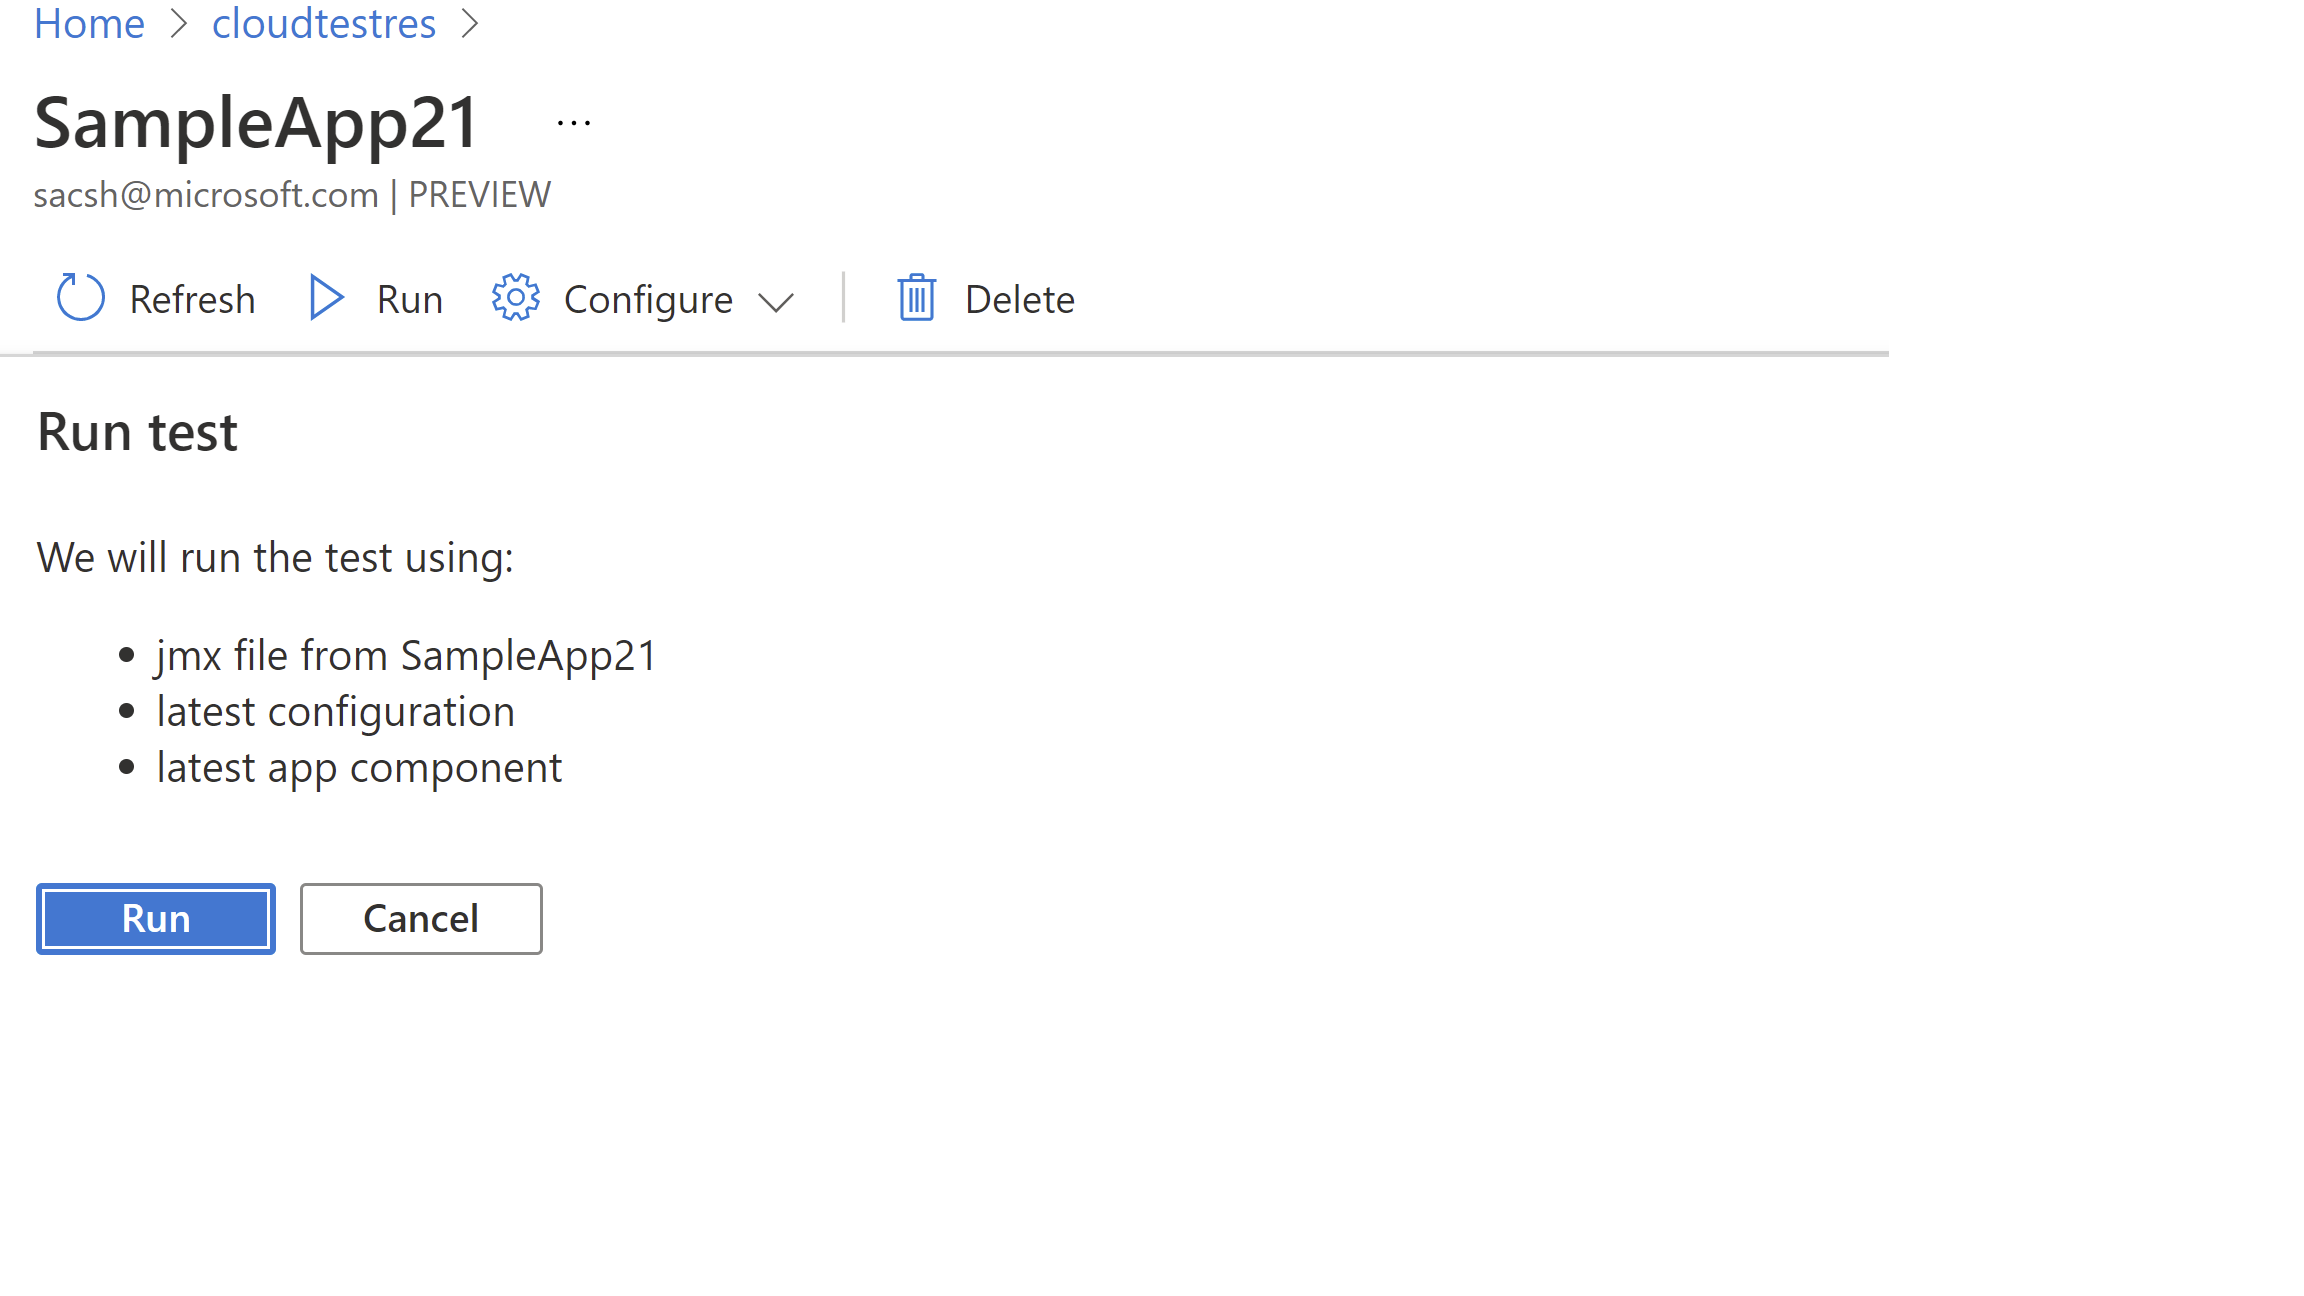 Home > cloudtestres >
SampleApp21 ...
sacsh@microsoft.com | PREVIEW
Refresh Run Configure Delete
Run test
We will run the test using:
• jmx file from SampleApp21
• latest configuration
• latest app component
Run Cancel